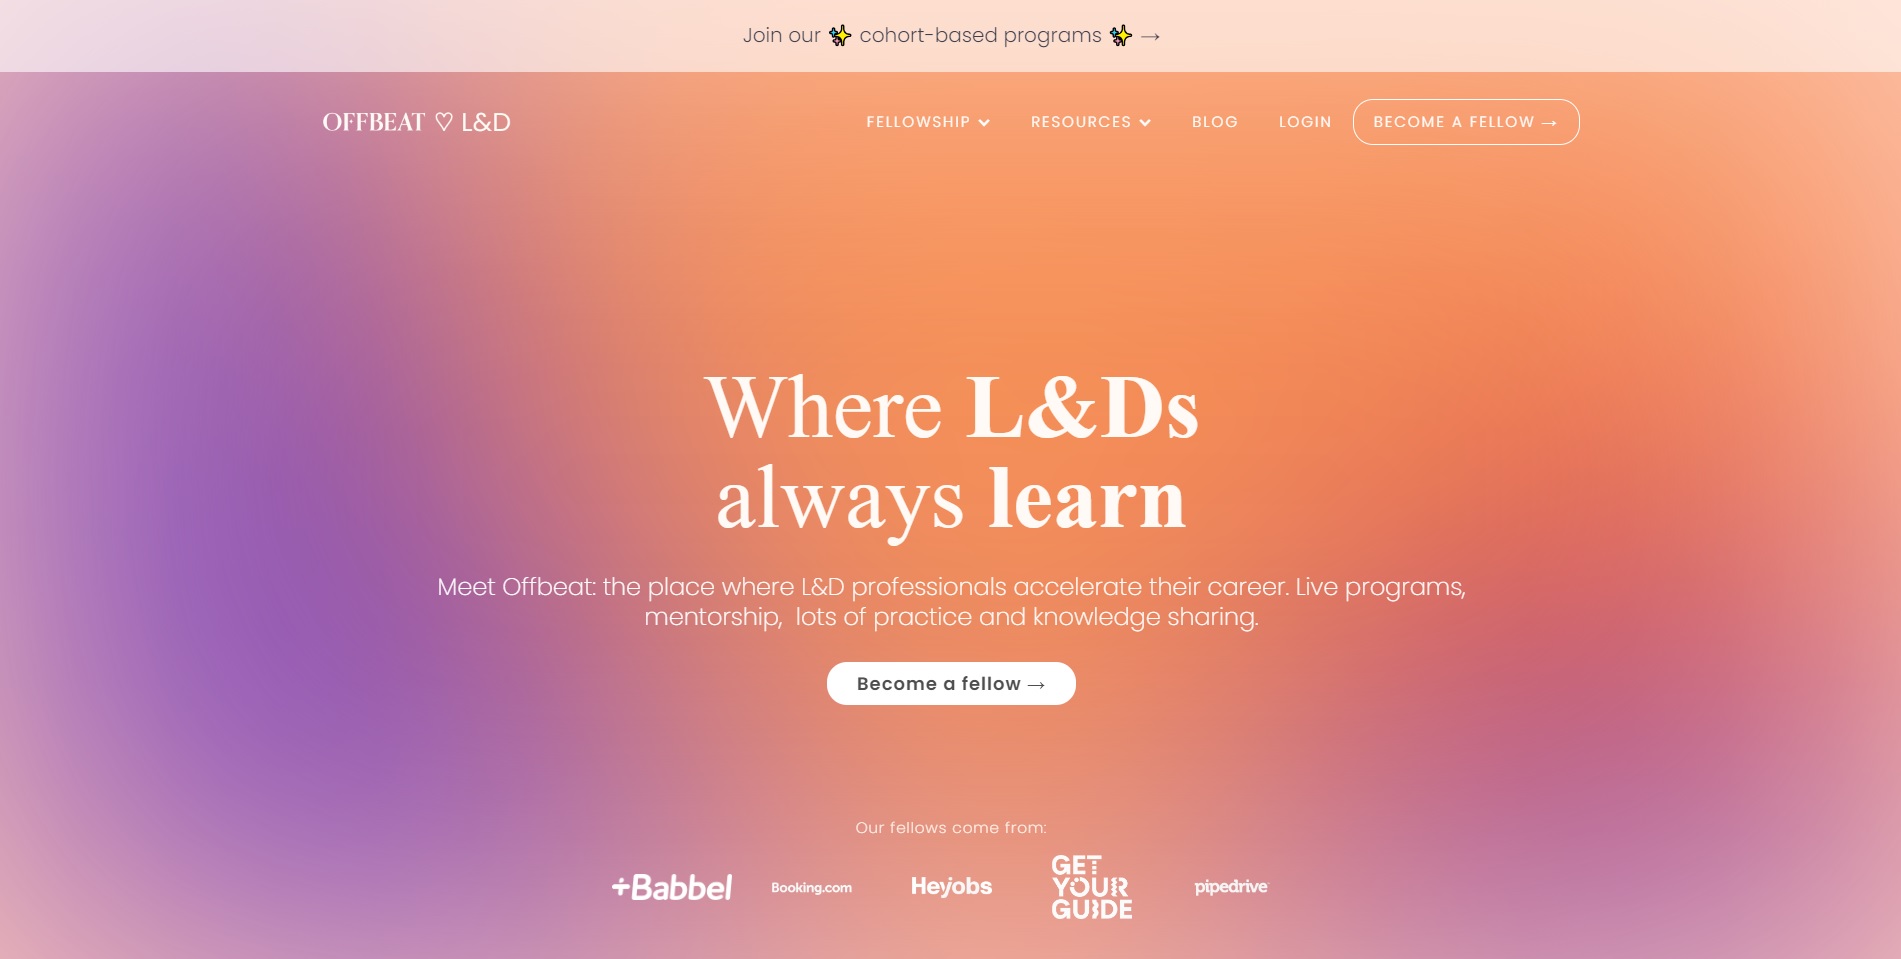 Join our ✨ cohort-based programs ✨ →
OFFBEAT ♡ L&D
FELLOWSHIP
RESOURCES
BLOG
LOGIN
BECOME A FELLOW →
Where L&Ds
always learn
Meet Offbeat: the place where L&D professionals accelerate their career. Live programs,
mentorship, lots of practice and knowledge sharing.
Become a fellow →
Our fellows come from:
+Babbel
Booking.com
Heyjobs
GET
YOUR
GUIDE
pipedrive